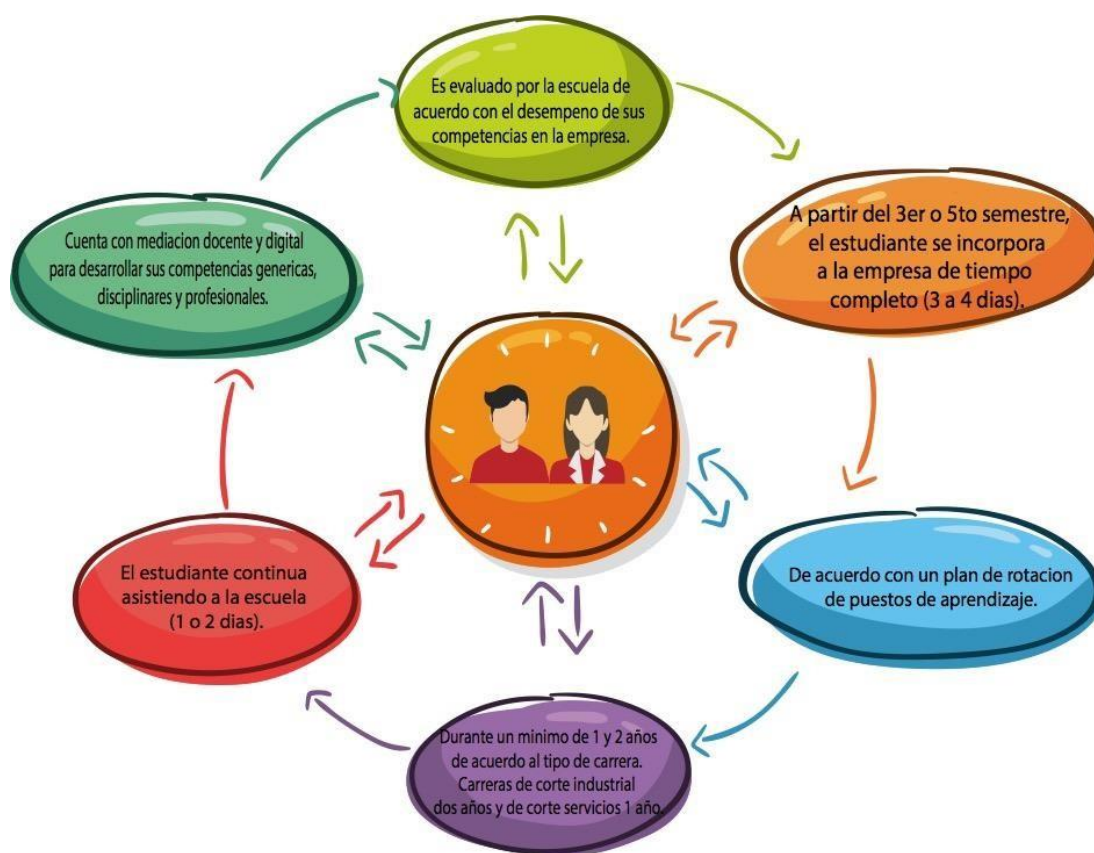 Es evaluado por la escuela de
acuerdo con el desempeno de sus
competencias en la empresa.
A partir del 3er o 5to semestre,
el estudiante se incorpora
a la empresa de tiempo
completo (3 a 4 dias).
De acuerdo con un plan de rotacion
de puestos de aprendizaje.
Durante un minimo de 1 y 2 años
de acuerdo al tipo de carrera.
Carreras de corte industrial
dos años y de corte servicios 1 año.
El estudiante continua
asistiendo a la escuela
(1 o 2 dias).
Cuenta con mediacion docente y digital
para desarrollar sus competencias genericas,
disciplinares y profesionales.